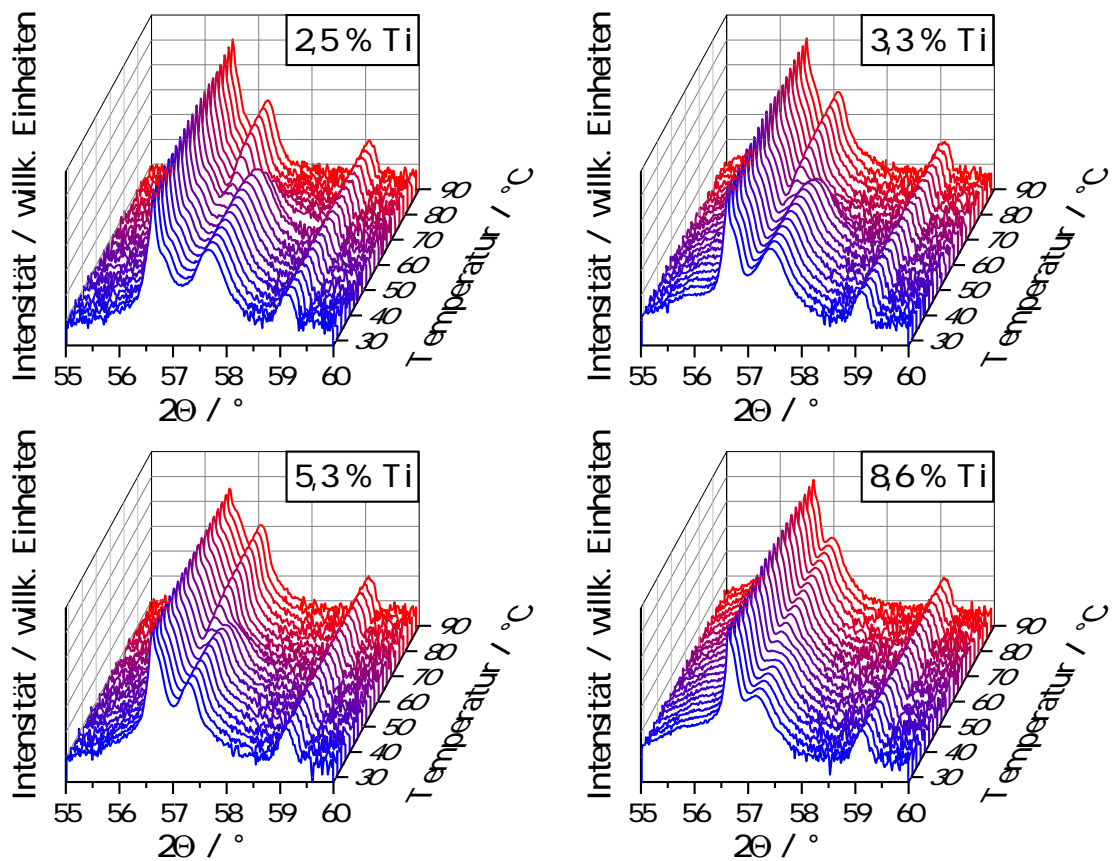 Intensität / willk. Einheiten
2,5 % Ti
90
80
70
60
50
40
30
Temperatur / °C
55 56 57 58 59 60
2Θ / °
Intensität / willk. Einheiten
3,3 % Ti
90
80
70
60
50
40
30
Temperatur / °C
55 56 57 58 59 60
2Θ / °
Intensität / willk. Einheiten
5,3 % Ti
90
80
70
60
50
40
30
Temperatur / °C
55 56 57 58 59 60
2Θ / °
Intensität / willk. Einheiten
8,6 % Ti
90
80
70
60
50
40
30
Temperatur / °C
55 56 57 58 59 60
2Θ / °